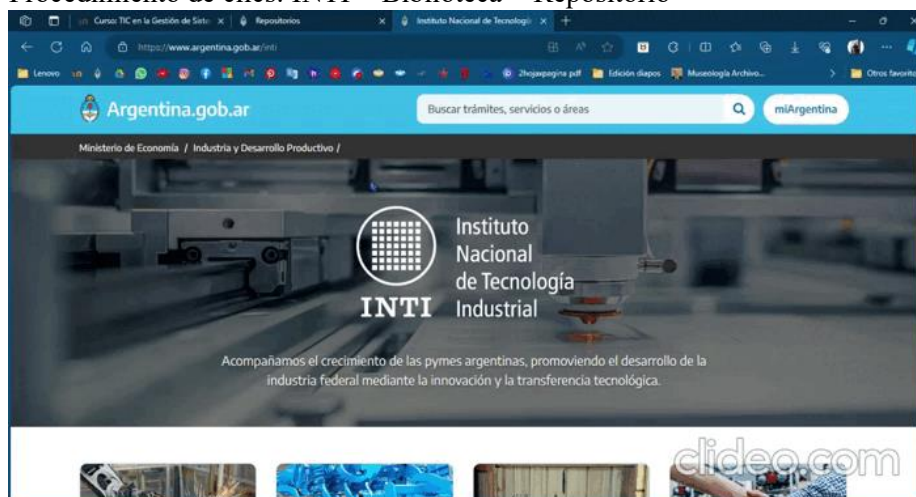 Procedimiento de clics: INTI – Biblioteca – Repositorio
Curso: TIC en la Gestión de Siste
Repositorios
Instituto Nacional de Tecnologí
https://www.argentina.gob.ar/inti
Lenovo
2hojaxpagina pdf
Edición diapos
Museología Archivo...
Otros favorito
Argentina.gob.ar
Buscar trámites, servicios o áreas
miArgentina
Ministerio de Economía / Industria y Desarrollo Productivo /
Instituto
Nacional
de Tecnología
INTI Industrial
Acompañamos el crecimiento de las pymes argentinas, promoviendo el desarrollo de la
industria federal mediante la innovación y la transferencia tecnológica.
clideo.com